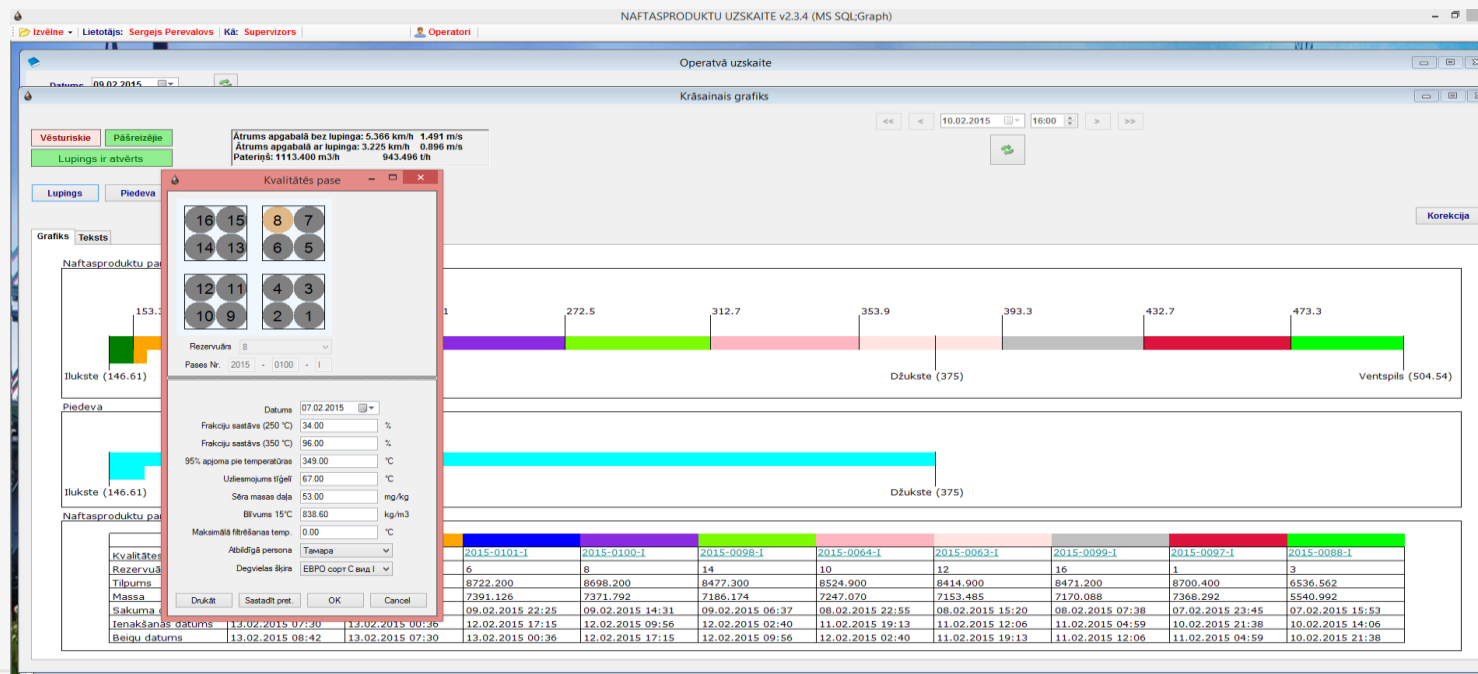 NAFTASPRODUKTU UZSKAITE v2.3.4 (MS SQL;Graph)
Izvēlne Lietotājs: Sergejs Perevalovs Kā: Supervizors Operatori
Operatvā uzskaite
Datums 09.02.2015
Krāsainais grafiks
<< < 10.02.2015 16:00 > >>
Vēsturiskie Pāšreizējie
Lupings ir atvērts
Ātrums apgabalā bez lupinga: 5.366 km/h 1.491 m/s
Ātrums apgabalā ar lupinga: 3.225 km/h 0.896 m/s
Pateriņš: 1113.400 m3/h 943.496 t/h
Lupings Piedeva
Korekcija
Grafiks Teksts
Kvalitātēs pase
16 15 8 7
14 13 6 5
12 11 4 3
10 9 2 1
Rezervuārs 8
Pases Nr. 2015 - 0100 - I
Datums 07.02.2015
Frakciju sastāvs (250 °C) 34.00 %
Frakciju sastāvs (350 °C) 96.00 %
95% apjoma pie temperatūras 349.00 °C
Uzliesmojums tīģelī 67.00 °C
Sēra masas daļa 53.00 mg/kg
Blīvums 15°C 838.60 kg/m3
Maksimālā filtrēšanas temp. 0.00 °C
Atbildīgā persona Тамара
Degvielas šķira ЕВРО сорт С вид I
Drukāt Sastadīt pret. OK Cancel
Naftasproduktu
153. 272.5 312.7 353.9 393.3 432.7 473.3
Ilukste (146.61) Džukste (375) Ventspils (504.54)
Piedeva
Ilukste (146.61) Džukste (375)
Naftasproduktu
2015-0101-I 2015-0100-I 2015-0098-I 2015-0064-I 2015-0063-I 2015-0099-I 2015-0097-I 2015-0088-I
6 8 14 10 12 16 1 3
Tilpums 8722.200 8698.200 8477.300 8524.900 8414.900 8471.200 8700.400 6536.562
Massa 7391.126 7371.792 7186.174 7247.070 7153.485 7170.088 7368.292 5540.992
Sakuma 09.02.2015 22:25 09.02.2015 14:31 09.02.2015 06:37 08.02.2015 22:55 08.02.2015 15:20 08.02.2015 07:38 07.02.2015 23:45 07.02.2015 15:53
Ienakšanas datums 13.02.2015 07:30 13.02.2015 00:36 12.02.2015 17:15 12.02.2015 09:56 12.02.2015 02:40 11.02.2015 19:13 11.02.2015 12:06 11.02.2015 04:59 10.02.2015 21:38 10.02.2015 14:06
Beigu datums 13.02.2015 08:42 13.02.2015 07:30 13.02.2015 00:36 12.02.2015 17:15 12.02.2015 09:56 12.02.2015 02:40 11.02.2015 19:13 11.02.2015 12:06 11.02.2015 04:59 10.02.2015 21:38